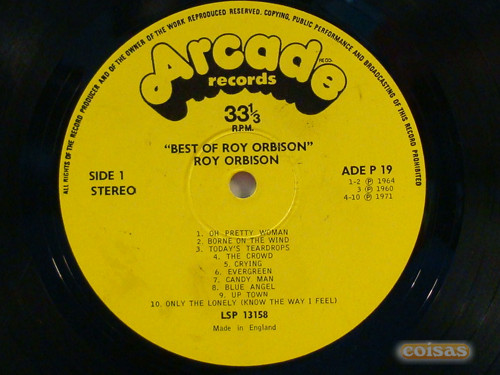 ALL RIGHTS OF THE RECORD PRODUCER AND OF THE OWNER OF THE WORK REPRODUCED RESERVED. COPYING, PUBLIC PERFORMANCE AND BROADCASTING OF THIS RECORD PROHIBITED
Arcade
records
33⅓
R.P.M.
"BEST OF ROY ORBISON"
ROY ORBISON
SIDE 1
STEREO
ADE P 19
1-2 Ⓟ 1964
3 Ⓟ 1960
4-10 Ⓟ 1971
1. OH PRETTY WOMAN
2. BORNE ON THE WIND
3. TODAY'S TEARDROPS
4. THE CROWD
5. CRYING
6. EVERGREEN
7. CANDY MAN
8. BLUE ANGEL
9. UP TOWN
10. ONLY THE LONELY (KNOW THE WAY I FEEL)
LSP 13158
Made in England
coisas